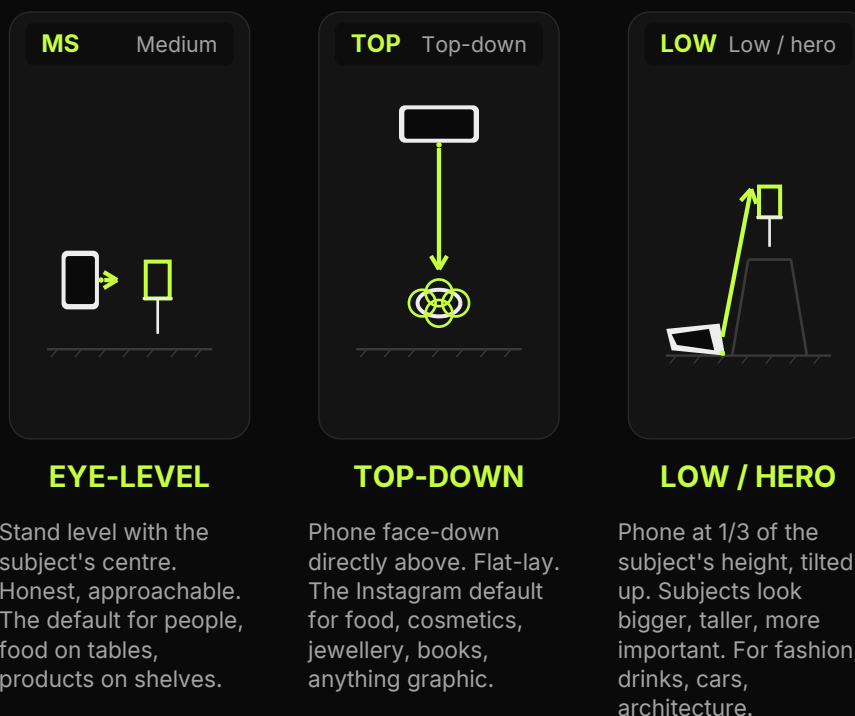 MS Medium
TOP Top-down
LOW Low / hero
EYE-LEVEL
Stand level with the
subject's centre.
Honest, approachable.
The default for people,
food on tables,
products on shelves.
TOP-DOWN
Phone face-down
directly above. Flat-lay.
The Instagram default
for food, cosmetics,
jewellery, books,
anything graphic.
LOW / HERO
Phone at 1/3 of the
subject's height, tilted
up. Subjects look
bigger, taller, more
important. For fashion
drinks, cars,
architecture.